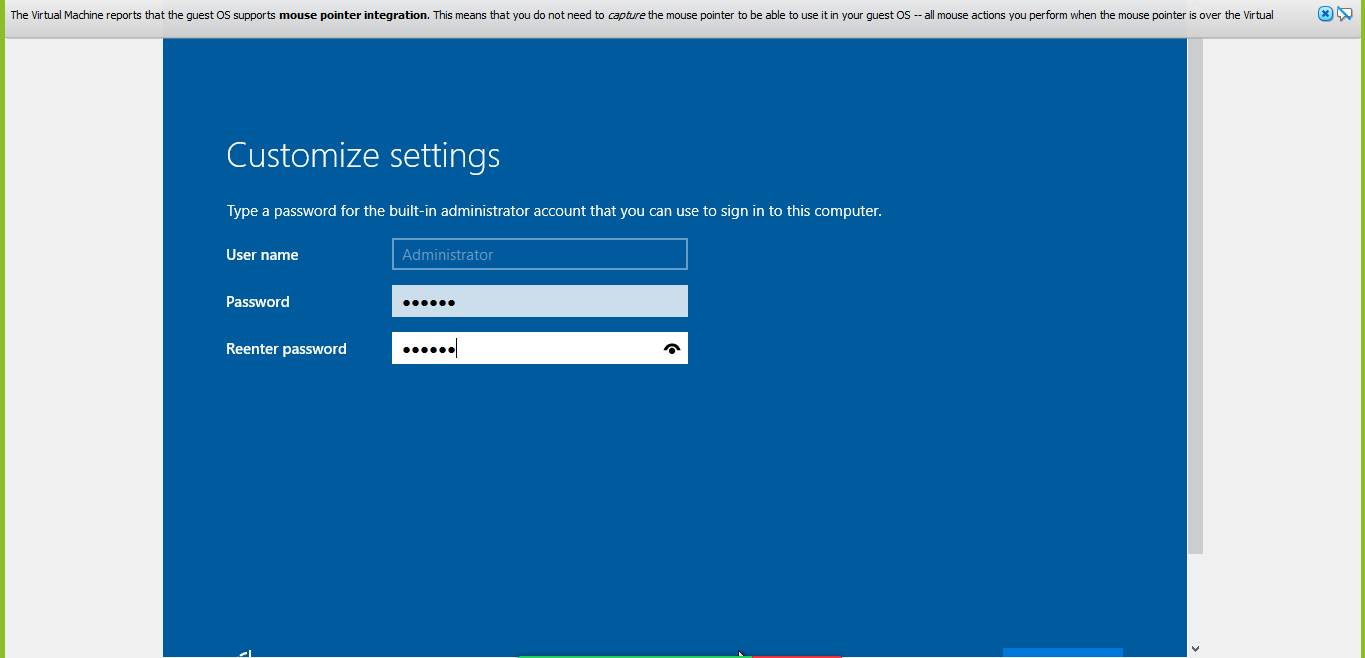 The Virtual Machine reports that the guest OS supports mouse pointer integration. This means that you do not need to capture the mouse pointer to be able to use it in your guest OS -- all mouse actions you perform when the mouse pointer is over the Virtual
Customize settings
Type a password for the built-in administrator account that you can use to sign in to this computer.
User name
Administrator
Password
●●●●●●
Reenter password
●●●●●●